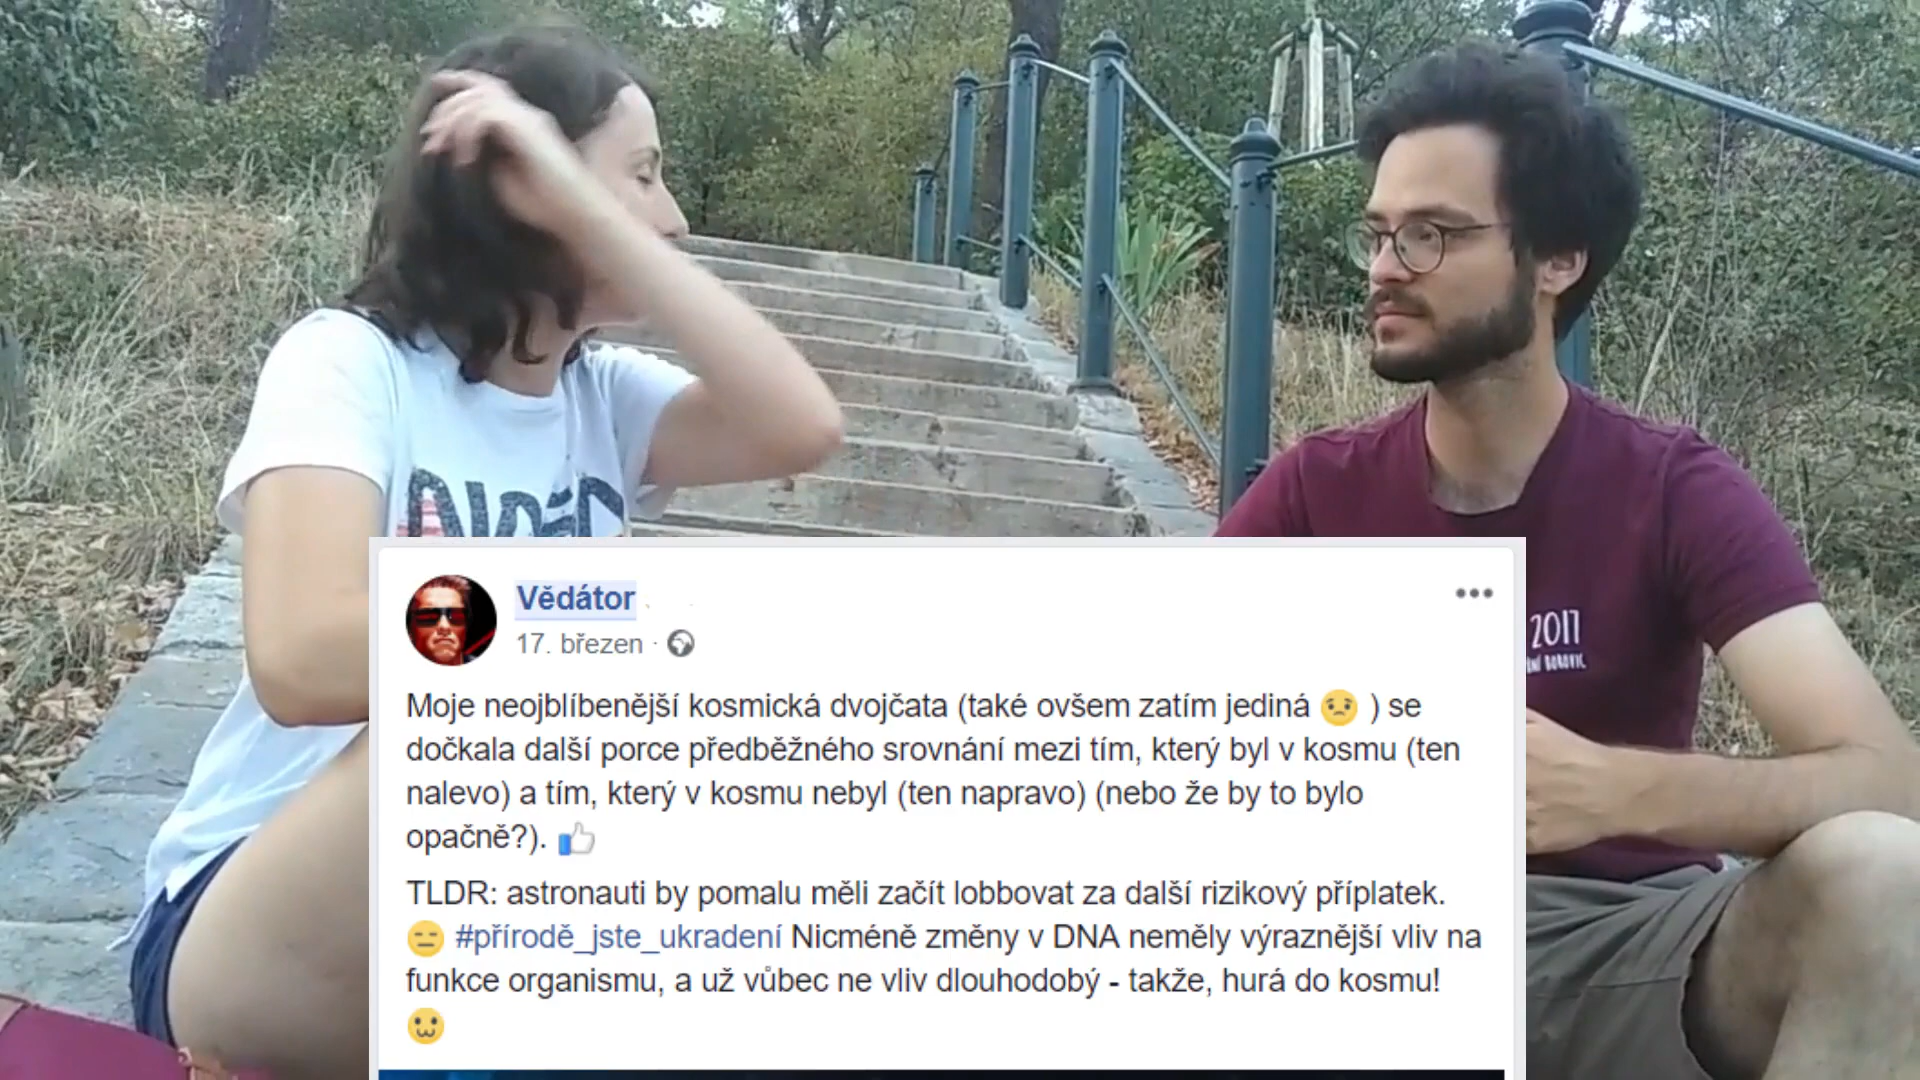 2017
Vědátor
17. březen ·
Moje neojblíbenější kosmická dvojčata (také ovšem zatím jediná 😟 ) se
dočkala další porce předběžného srovnání mezi tím, který byl v kosmu (ten
nalevo) a tím, který v kosmu nebyl (ten napravo) (nebo že by to bylo
opačně?). 👍
TLDR: astronauti by pomalu měli začít lobbovat za další rizikový příplatek.
😑 #přírodě_jste_ukradení Nicméně změny v DNA neměly výraznější vliv na
funkce organismu, a už vůbec ne vliv dlouhodobý - takže, hurá do kosmu!